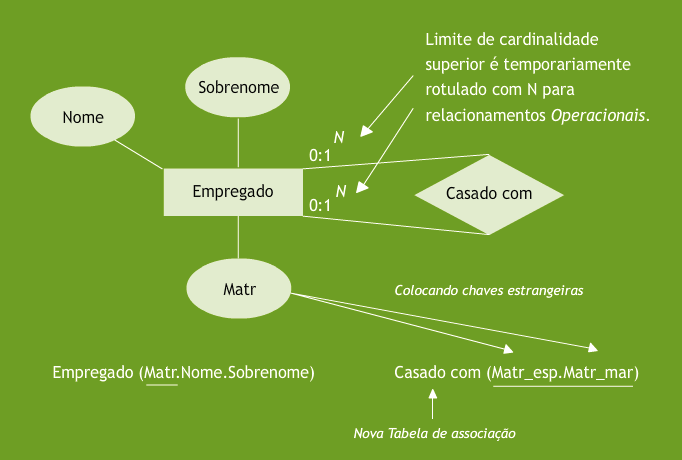 Limite de cardinalidade
superior é temporariamente
rotulado com N para
relacionamentos Operacionais.
Sobrenome
Nome
N
0:1
Empregado
N
0:1
Casado com
Matr
Colocando chaves estrangeiras
Empregado (Matr.Nome.Sobrenome)
Casado com (Matr_esp.Matr_mar)
Nova Tabela de associação